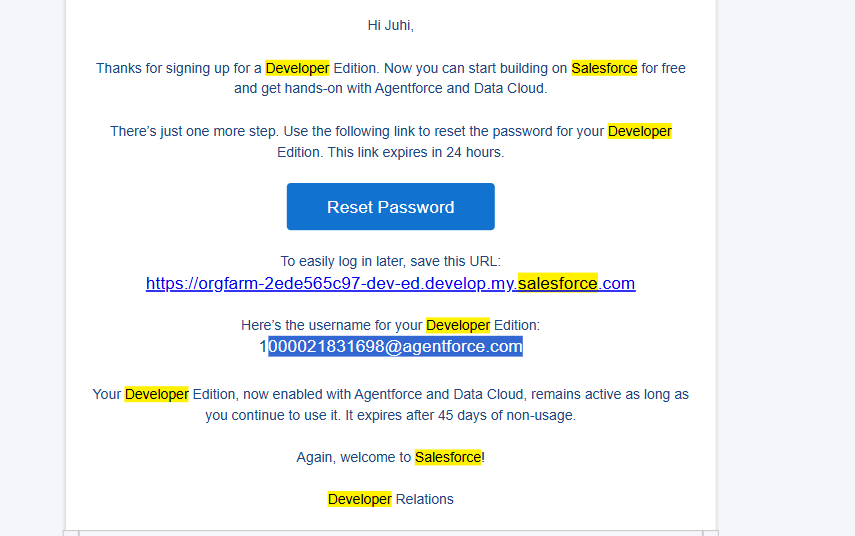 Hi Juhi,
Thanks for signing up for a Developer Edition. Now you can start building on Salesforce for free
and get hands-on with Agentforce and Data Cloud.
There's just one more step. Use the following link to reset the password for your Developer
Edition. This link expires in 24 hours.
Reset Password
To easily log in later, save this URL:
https://orgfarm-2ede565c97-dev-ed.develop.my.salesforce.com
Here's the username for your Developer Edition:
1000021831698@agentforce.com
Your Developer Edition, now enabled with Agentforce and Data Cloud, remains active as long as
you continue to use it. It expires after 45 days of non-usage.
Again, welcome to Salesforce!
Developer Relations